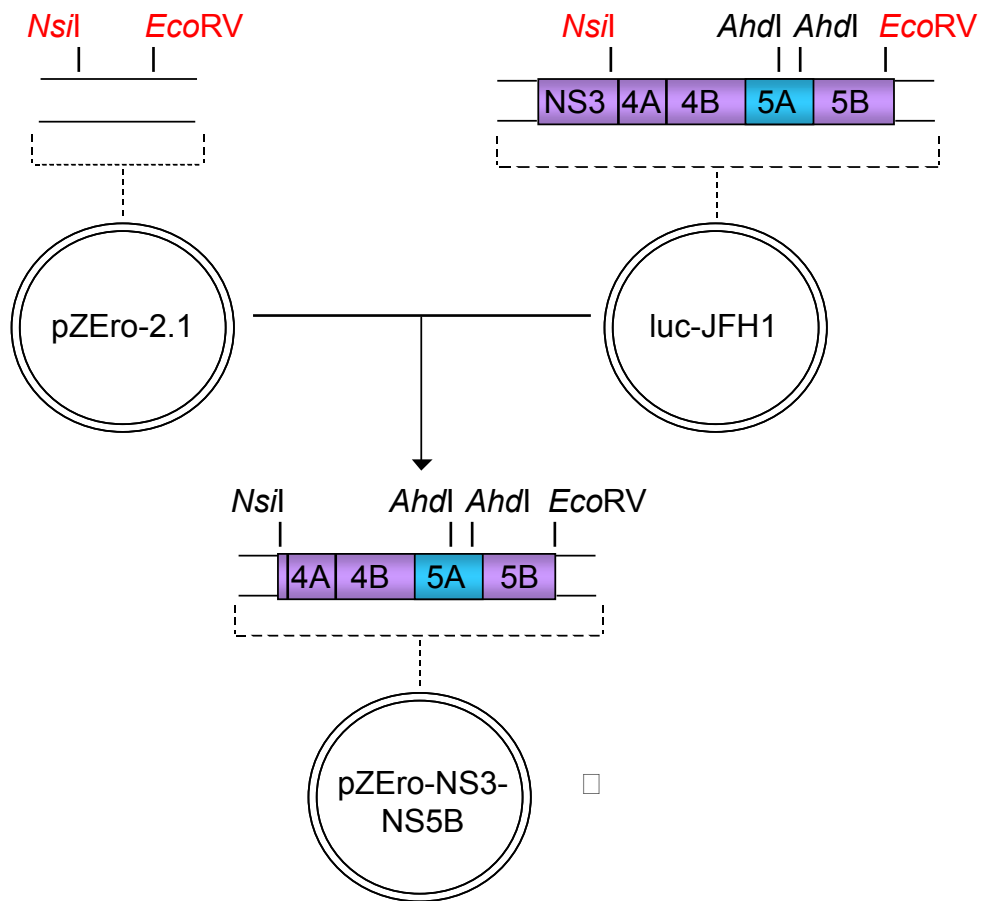 NsiI EcoRV
NsiI AhdI AhdI EcoRV
NS3 4A 4B 5A 5B
pZEro-2.1
luc-JFH1
NsiI AhdI AhdI EcoRV
4A 4B 5A 5B
pZEro-NS3-
NS5B